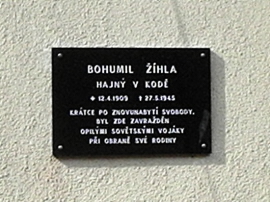 BOHUMIL ŽÍHLA
HAJNÝ V KODĚ
* 12.4.1909 † 27.5.1945
KRÁTCE PO ZNOVUNABYTÍ SVOBODY,
BYL ZDE ZAVRAŽDĚN
OPILÝMI SOVĚTSKÝMI VOJÁKY
PŘI OBRANĚ SVÉ RODINY